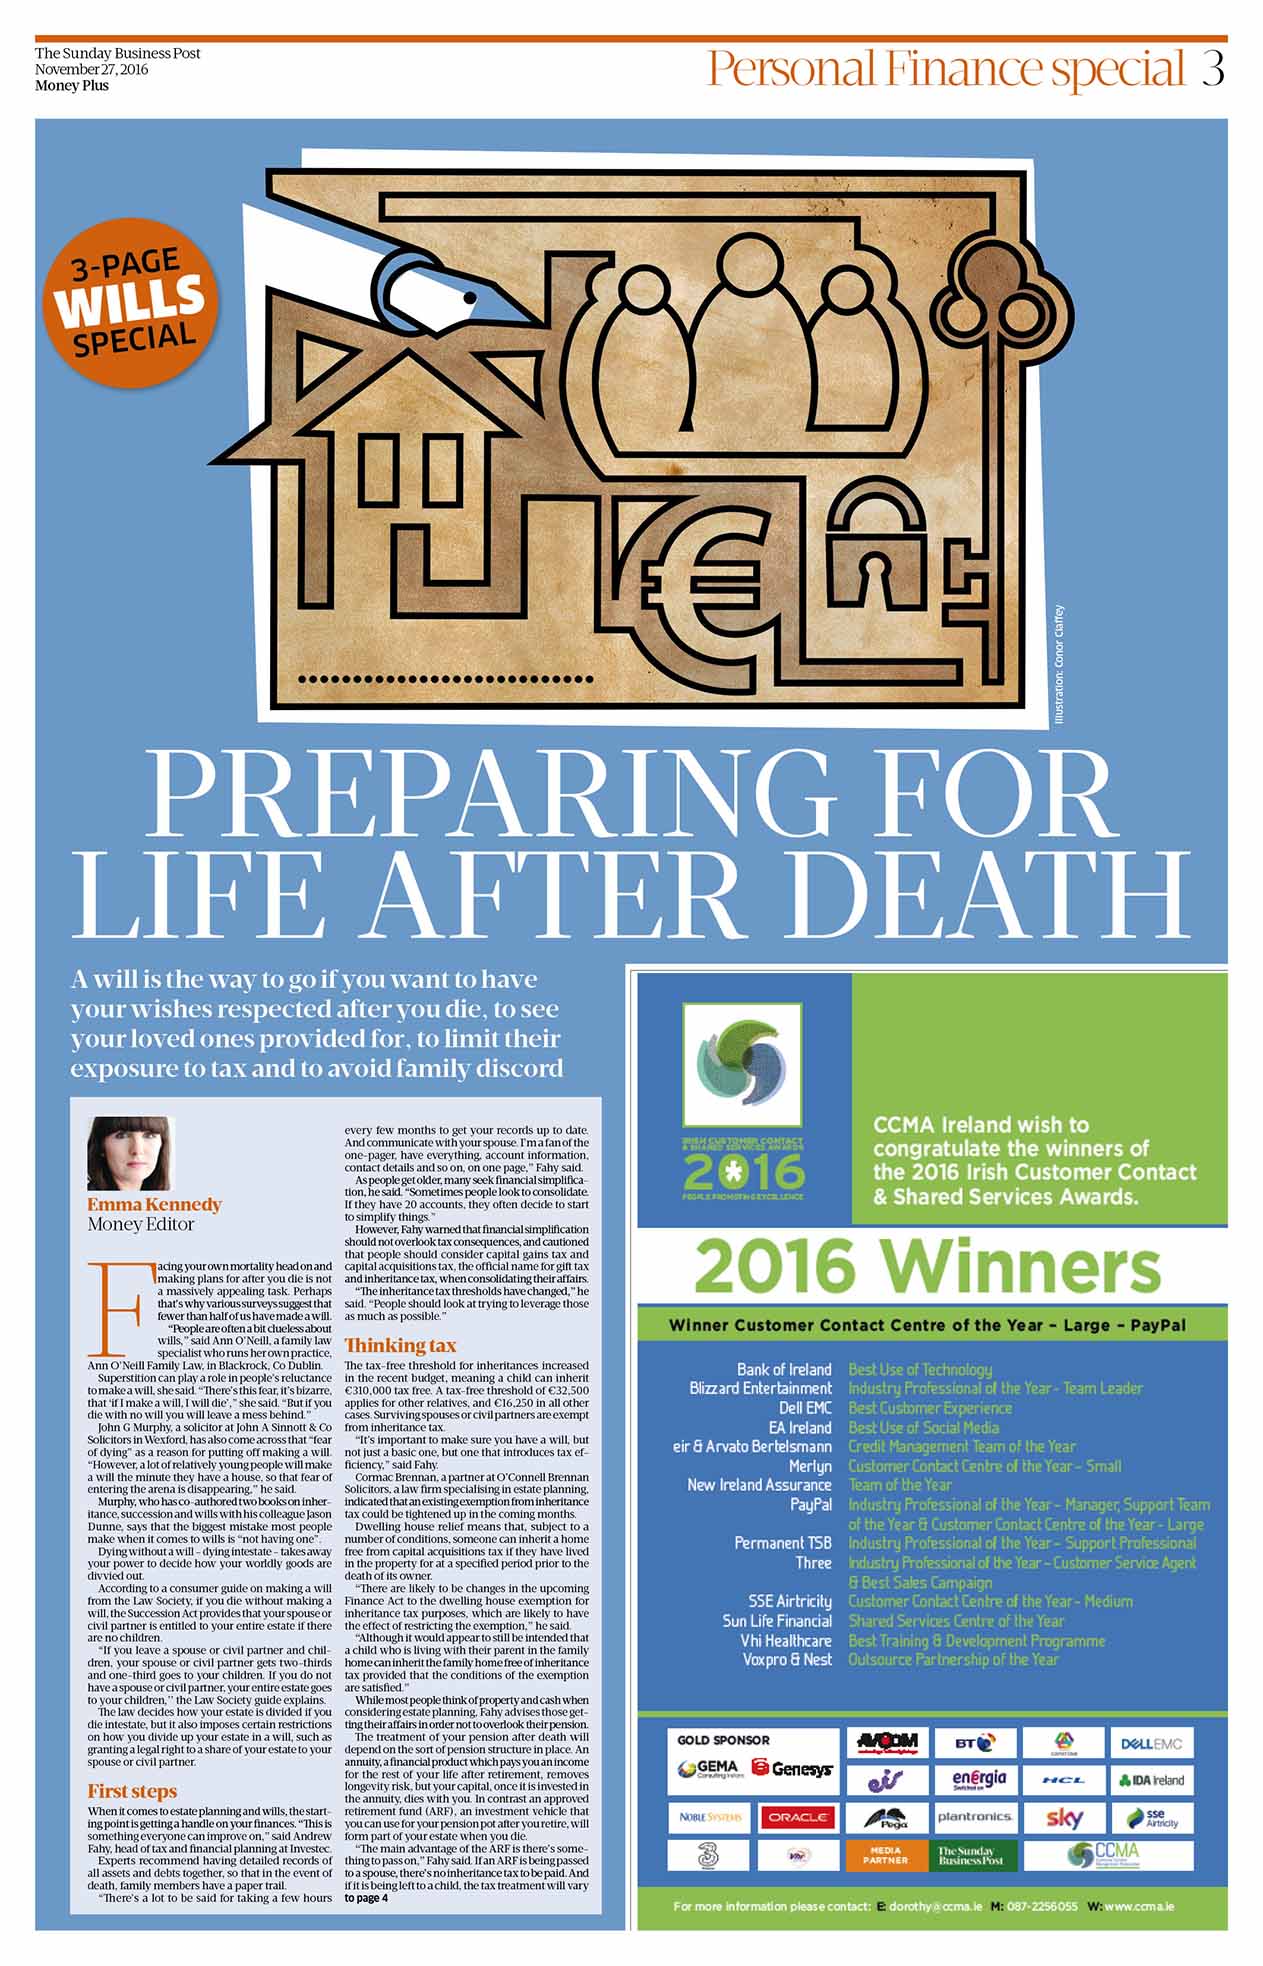 The Sunday Business Post
November 27, 2016
Money Plus
Personal Finance special 3
3-PAGE
WILLS
SPECIAL
Illustration: Conor Claffey
PREPARING FOR
LIFE AFTER DEATH
A will is the way to go if you want to have
your wishes respected after you die, to see
your loved ones provided for, to limit their
exposure to tax and to avoid family discord
Emma Kennedy
Money Editor
Facing your own mortality head on and
making plans for after you die is not
a massively appealing task. Perhaps
that's why various surveys suggest that
fewer than half of us have made a will.
"People are often a bit clueless about
wills," said Ann O'Neill, a family law
specialist who runs her own practice,
Ann O'Neill Family Law, in Blackrock, Co Dublin.
Superstition can play a role in people's reluctance
to make a will, she said. "There's this fear, it's bizarre,
that 'if I make a will, I will die'," she said. "But if you
die with no will you will leave a mess behind."
John G Murphy, a solicitor at John A Sinnott & Co
Solicitors in Wexford, has also come across that "fear
of dying" as a reason for putting off making a will.
"However, a lot of relatively young people will make
a will the minute they have a house, so that fear of
entering the arena is disappearing," he said.
Murphy, who has co-authored two books on inher-
itance, succession and wills with his colleague Jason
Dunne, says that the biggest mistake most people
make when it comes to wills is "not having one".
Dying without a will – dying intestate – takes away
your power to decide how your worldly goods are
divvied out.
According to a consumer guide on making a will
from the Law Society, if you die without making a
will, the Succession Act provides that your spouse or
civil partner is entitled to your entire estate if there
are no children.
"If you leave a spouse or civil partner and chil-
dren, your spouse or civil partner gets two-thirds
and one-third goes to your children. If you do not
have a spouse or civil partner, your entire estate goes
to your children,'' the Law Society guide explains.
The law decides how your estate is divided if you
die intestate, but it also imposes certain restrictions
on how you divide up your estate in a will, such as
granting a legal right to a share of your estate to your
spouse or civil partner.
First steps
When it comes to estate planning and wills, the start-
ing point is getting a handle on your finances. "This is
something everyone can improve on," said Andrew
Fahy, head of tax and financial planning at Investec.
Experts recommend having detailed records of
all assets and debts together, so that in the event of
death, family members have a paper trail.
"There's a lot to be said for taking a few hours
every few months to get your records up to date.
And communicate with your spouse. I'm a fan of the
one-pager, have everything, account information,
contact details and so on, on one page," Fahy said.
As people get older, many seek financial simplifica-
tion, he said. "Sometimes people look to consolidate.
If they have 20 accounts, they often decide to start
to simplify things."
However, Fahy warned that financial simplification
should not overlook tax consequences, and cautioned
that people should consider capital gains tax and
capital acquisitions tax, the official name for gift tax
and inheritance tax, when consolidating their affairs.
"The inheritance tax thresholds have changed," he
said. "People should look at trying to leverage those
as much as possible."
Thinking tax
The tax-free threshold for inheritances increased
in the recent budget, meaning a child can inherit
€310,000 tax free. A tax-free threshold of €32,500
applies for other relatives, and €16,250 in all other
cases. Surviving spouses or civil partners are exempt
from inheritance tax.
"It's important to make sure you have a will, but
not just a basic one, but one that introduces tax ef-
ficiency," said Fahy.
Cormac Brennan, a partner at O'Connell Brennan
Solicitors, a law firm specialising in estate planning,
indicated that an existing exemption from inheritance
tax could be tightened up in the coming months.
Dwelling house relief means that, subject to a
number of conditions, someone can inherit a home
free from capital acquisitions tax if they have lived
in the property for at a specified period prior to the
death of its owner.
"There are likely to be changes in the upcoming
Finance Act to the dwelling house exemption for
inheritance tax purposes, which are likely to have
the effect of restricting the exemption," he said.
"Although it would appear to still be intended that
a child who is living with their parent in the family
home can inherit the family home free of inheritance
tax provided that the conditions of the exemption
are satisfied."
While most people think of property and cash when
considering estate planning, Fahy advises those get-
ting their affairs in order not to overlook their pension.
The treatment of your pension after death will
depend on the sort of pension structure in place. An
annuity, a financial product which pays you an income
for the rest of your life after retirement, removes
longevity risk, but your capital, once it is invested in
the annuity, dies with you. In contrast an approved
retirement fund (ARF), an investment vehicle that
you can use for your pension pot after you retire, will
form part of your estate when you die.
"The main advantage of the ARF is there's some-
thing to pass on," Fahy said. If an ARF is being passed
to a spouse, there's no inheritance tax to be paid. And
if it is being left to a child, the tax treatment will vary
to page 4
IRISH CUSTOMER CONTACT
& SHARED SERVICES AWARDS
2016
PEOPLE PROMOTING EXCELLENCE
CCMA Ireland wish to
congratulate the winners of
the 2016 Irish Customer Contact
& Shared Services Awards.
2016 Winners
Winner Customer Contact Centre of the Year – Large – PayPal
Bank of Ireland Best Use of Technology
Blizzard Entertainment Industry Professional of the Year - Team Leader
Dell EMC Best Customer Experience
EA Ireland Best Use of Social Media
eir & Arvato Bertelsmann Credit Management Team of the Year
Merlyn Customer Contact Centre of the Year – Small
New Ireland Assurance Team of the Year
PayPal Industry Professional of the Year – Manager, Support Team
of the Year & Customer Contact Centre of the Year - Large
Permanent TSB Industry Professional of the Year – Support Professional
Three Industry Professional of the Year – Customer Service Agent
& Best Sales Campaign
SSE Airtricity Customer Contact Centre of the Year – Medium
Sun Life Financial Shared Services Centre of the Year
Vhi Healthcare Best Training & Development Programme
Voxpro & Nest Outsource Partnership of the Year
GOLD SPONSOR
GEMA
Genesys
BT
DELL EMC
eir
energia
HCL
IDA Ireland
NOBLE SYSTEMS
ORACLE
Pega
plantronics
sky
sse
Airtricity
3
Vhi
MEDIA
PARTNER
The Sunday
Business Post
CCMA
For more information please contact: E: dorothy@ccma.ie M: 087-2256055 W: www.ccma.ie